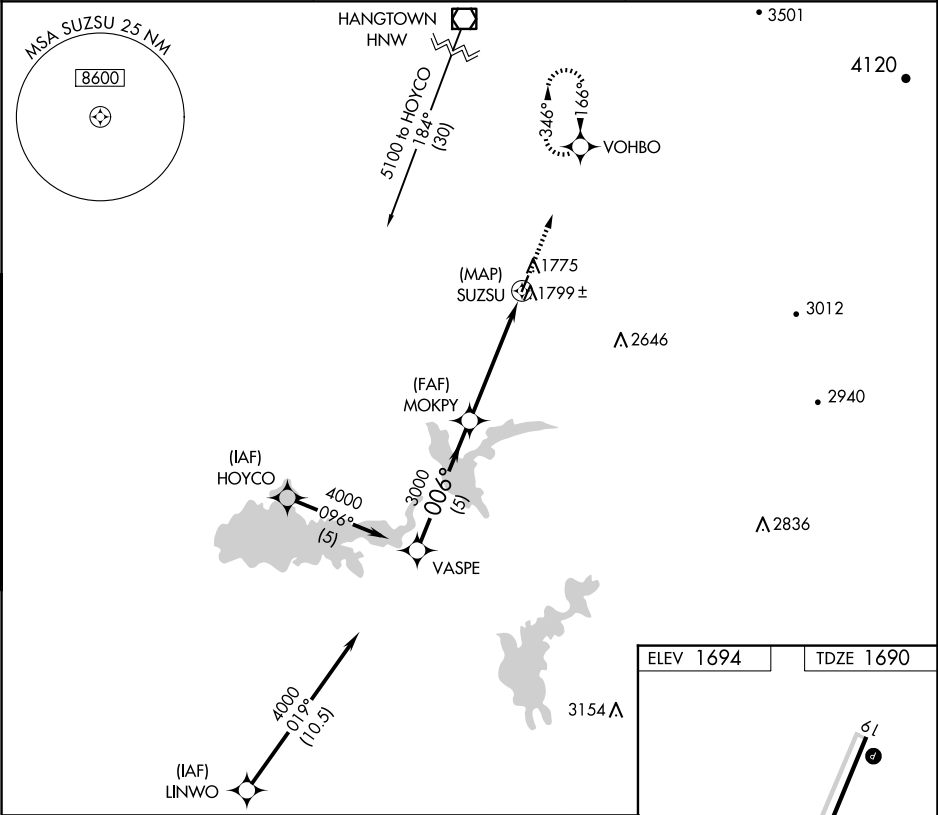 MSA SUZSU 25 NM
8600
HANGTOWN
HNW
5100 to HOYCO
184°
(30)
3501
4120
346°
166°
VOHBO
(MAP)
SUZSU
1775
1799 ±
3012
2646
2940
(FAF)
MOKPY
(IAF)
HOYCO
4000
096°
(5)
3000
006°
(5)
VASPE
2836
4000
019°
(10.5)
(IAF)
LINWO
3154
ELEV 1694
TDZE 1690
19
P